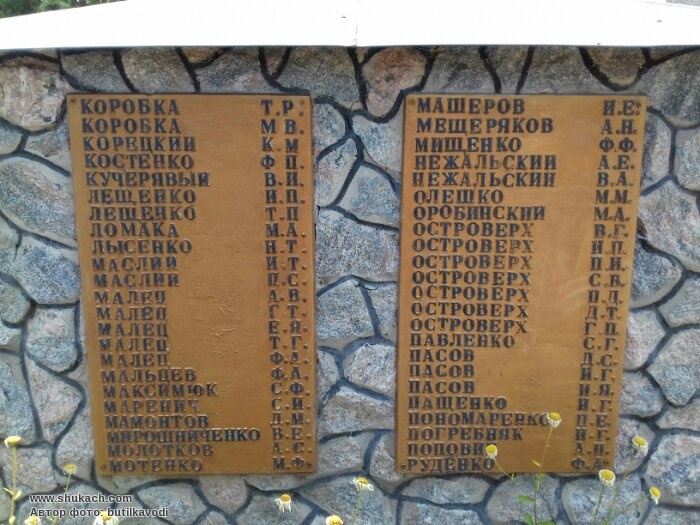 КОРОБКА Т.Р.
КОРОБКА М В.
КОРЕЦКИЙ К.М
КОСТЕНКО Ф П.
КУЧЕРЯВЫЙ В.И.
ЛЕЩЕНКО И.П.
ЛЕЩЕНКО Т.П
ЛОМАКА М.А.
ЛЫСЕНКО Н.Т.
МАСЛИЙ И.Т.
МАСЛИЙ П.С.
МАЛЕЦ А.В.
МАЛЕЦ Г Т.
МАЛЕЦ Е.Я.
МАЛЕЦ Т.Г.
МАЛЕЦ Ф.А.
МАЛЬЦЕВ Ф.А.
МАКСИМЮК С.Ф.
МАРЕНИЧ С.И.
МАМОНТОВ Д.М.
МИРОШНИЧЕНКО В.Е.
МОЛОТКОВ А.С.
МОТЕНКО М.Ф.
МАШЕРОВ И.Е.
МЕЩЕРЯКОВ А.Н.
МИЩЕНКО Ф.Ф.
НЕЖАЛЬСКИЙ А.Е.
НЕЖАЛЬСКИЙ В.А.
ОЛЕШКО М.М.
ОРОБИНСКИЙ М.А.
ОСТРОВЕРХ В.Г.
ОСТРОВЕРХ И.П.
ОСТРОВЕРХ П.И.
ОСТРОВЕРХ С.В.
ОСТРОВЕРХ П.Д.
ОСТРОВЕРХ Д.Т.
ОСТРОВЕРХ Г.П.
ПАВЛЕНКО С.Г.
ПАСОВ Д.С.
ПАСОВ И.Г.
ПАСОВ И.Я.
ПАЩЕНКО Н.Г.
ПОНОМАРЕНКО П.Е.
ПОГРЕБНЯК И.Г.
ПОПОВИЧ
РУДЕНКО Ф.А.
www.shukach.com
Автор фото: butilkavodi